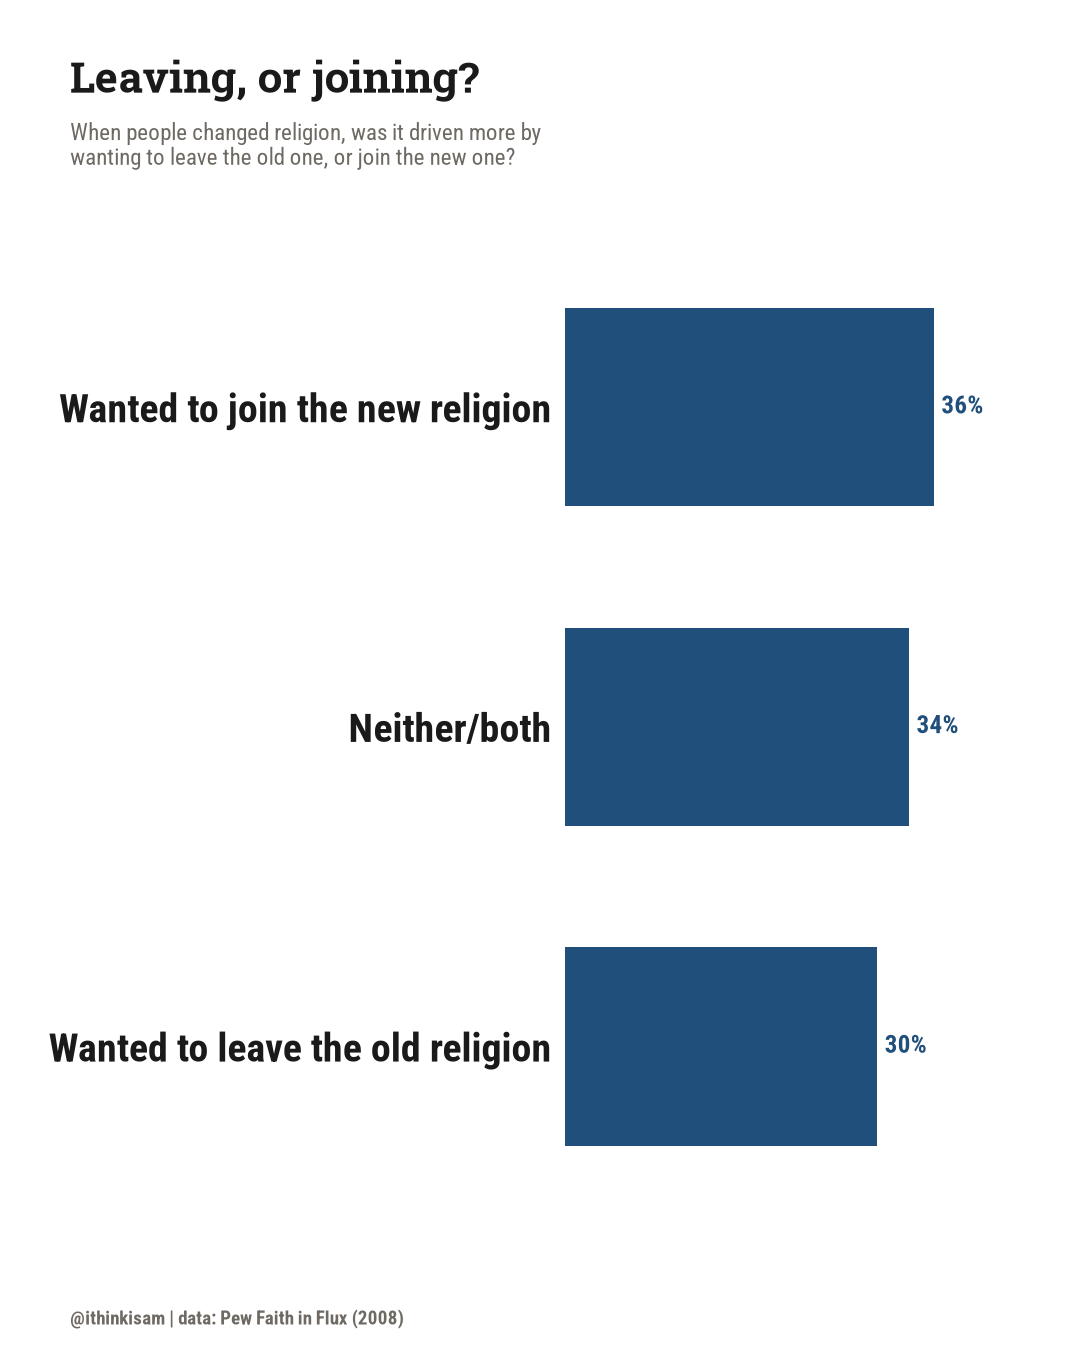 Leaving, or joining?
When people changed religion, was it driven more by
wanting to leave the old one, or join the new one?
Wanted to join the new religion
36%
Neither/both
34%
Wanted to leave the old religion
30%
@ithinkisam | data: Pew Faith in Flux (2008)